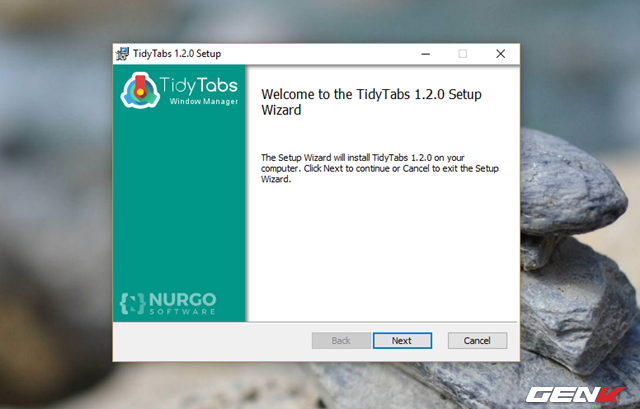 TidyTabs 1.2.0 Setup
TidyTabs
Window Manager
Welcome to the TidyTabs 1.2.0 Setup
Wizard
The Setup Wizard will install TidyTabs 1.2.0 on your
computer. Click Next to continue or Cancel to exit the Setup
Wizard.
NURGO
SOFTWARE
Back
Next
Cancel
GENK